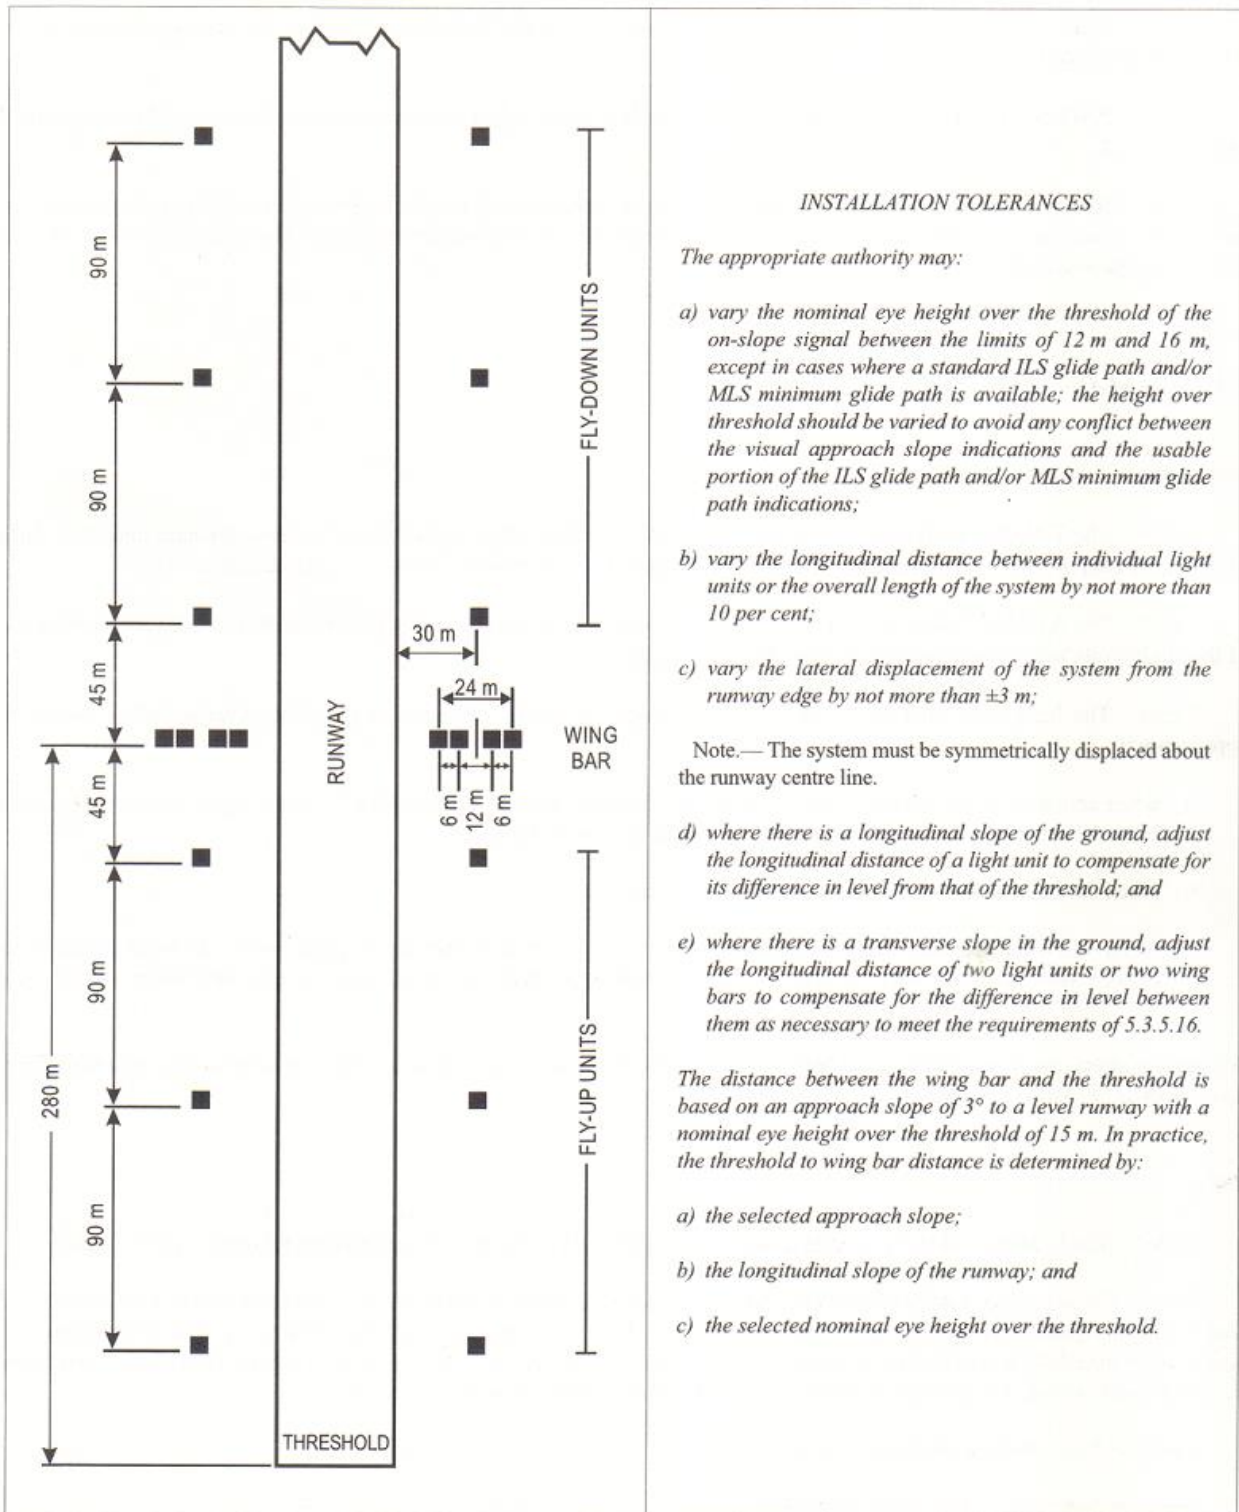 90 m
90 m
45 m
45 m
90 m
90 m
280 m
RUNWAY
THRESHOLD
30 m
24 m
6 m
12 m
6 m
WING
BAR
FLY-DOWN UNITS
FLY-UP UNITS
INSTALLATION TOLERANCES
The appropriate authority may:
a) vary the nominal eye height over the threshold of the
on-slope signal between the limits of 12 m and 16 m,
except in cases where a standard ILS glide path and/or
MLS minimum glide path is available; the height over
threshold should be varied to avoid any conflict between
the visual approach slope indications and the usable
portion of the ILS glide path and/or MLS minimum glide
path indications;
b) vary the longitudinal distance between individual light
units or the overall length of the system by not more than
10 per cent;
c) vary the lateral displacement of the system from the
runway edge by not more than ±3 m;
Note.— The system must be symmetrically displaced about
the runway centre line.
d) where there is a longitudinal slope of the ground, adjust
the longitudinal distance of a light unit to compensate for
its difference in level from that of the threshold; and
e) where there is a transverse slope in the ground, adjust
the longitudinal distance of two light units or two wing
bars to compensate for the difference in level between
them as necessary to meet the requirements of 5.3.5.16.
The distance between the wing bar and the threshold is
based on an approach slope of 3° to a level runway with a
nominal eye height over the threshold of 15 m. In practice,
the threshold to wing bar distance is determined by:
a) the selected approach slope;
b) the longitudinal slope of the runway; and
c) the selected nominal eye height over the threshold.